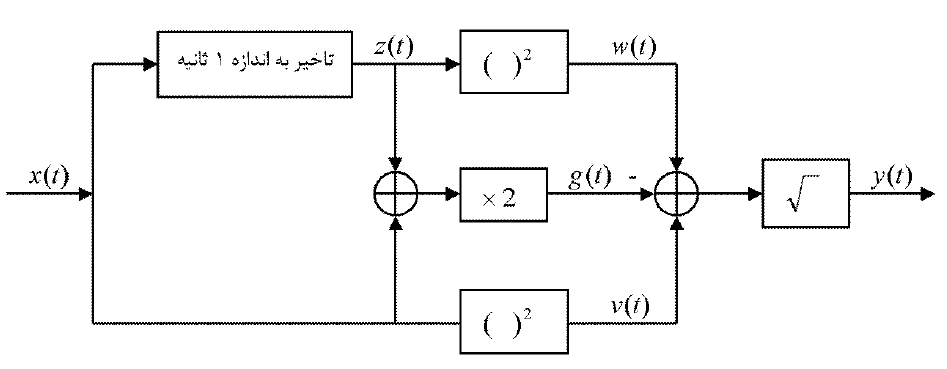 تاخیر به اندازه ۱ ثانیه
z(t)
( )²
w(t)
x(t)
× 2
g(t)
-
√
y(t)
( )²
v(t)